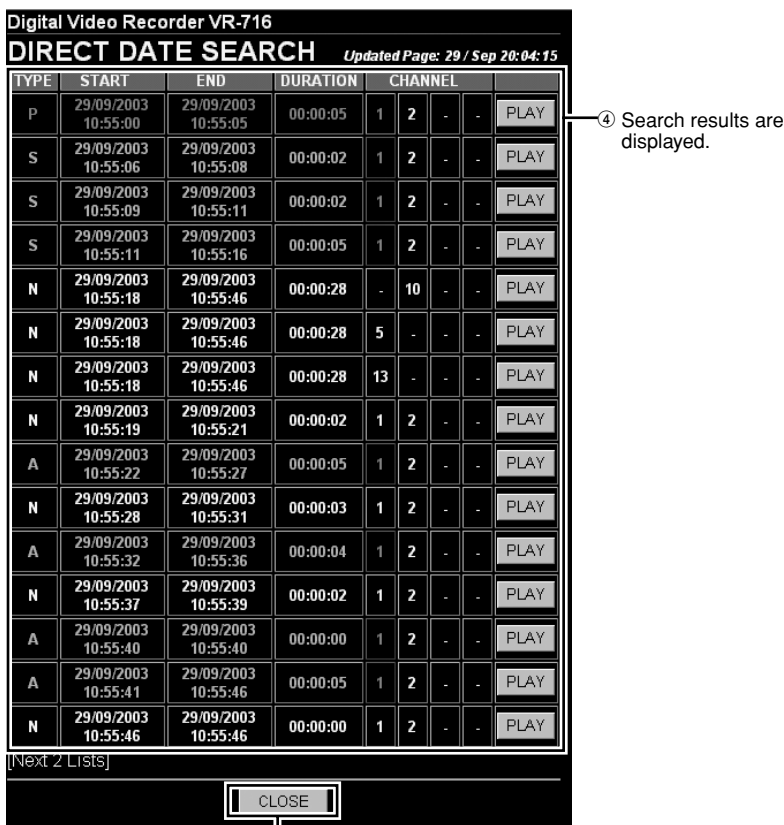 Digital Video Recorder VR-716
DIRECT DATE SEARCH Updated Page: 29 / Sep 20:04:15
TYPE START END DURATION CHANNEL
P 29/09/2003 10:55:00 29/09/2003 10:55:05 00:00:05 1 2 - - PLAY
S 29/09/2003 10:55:06 29/09/2003 10:55:08 00:00:02 1 2 - - PLAY
S 29/09/2003 10:55:09 29/09/2003 10:55:11 00:00:02 1 2 - - PLAY
S 29/09/2003 10:55:11 29/09/2003 10:55:16 00:00:05 1 2 - - PLAY
N 29/09/2003 10:55:18 29/09/2003 10:55:46 00:00:28 - 10 - - PLAY
N 29/09/2003 10:55:18 29/09/2003 10:55:46 00:00:28 5 - - - PLAY
N 29/09/2003 10:55:18 29/09/2003 10:55:46 00:00:28 13 - - - PLAY
N 29/09/2003 10:55:19 29/09/2003 10:55:21 00:00:02 1 2 - - PLAY
A 29/09/2003 10:55:22 29/09/2003 10:55:27 00:00:05 1 2 - - PLAY
N 29/09/2003 10:55:28 29/09/2003 10:55:31 00:00:03 1 2 - - PLAY
A 29/09/2003 10:55:32 29/09/2003 10:55:36 00:00:04 1 2 - - PLAY
N 29/09/2003 10:55:37 29/09/2003 10:55:39 00:00:02 1 2 - - PLAY
A 29/09/2003 10:55:40 29/09/2003 10:55:40 00:00:00 1 2 - - PLAY
A 29/09/2003 10:55:41 29/09/2003 10:55:46 00:00:05 1 2 - - PLAY
N 29/09/2003 10:55:46 29/09/2003 10:55:46 00:00:00 1 2 - - PLAY
[Next 2 Lists]
CLOSE
④ Search results are
displayed.